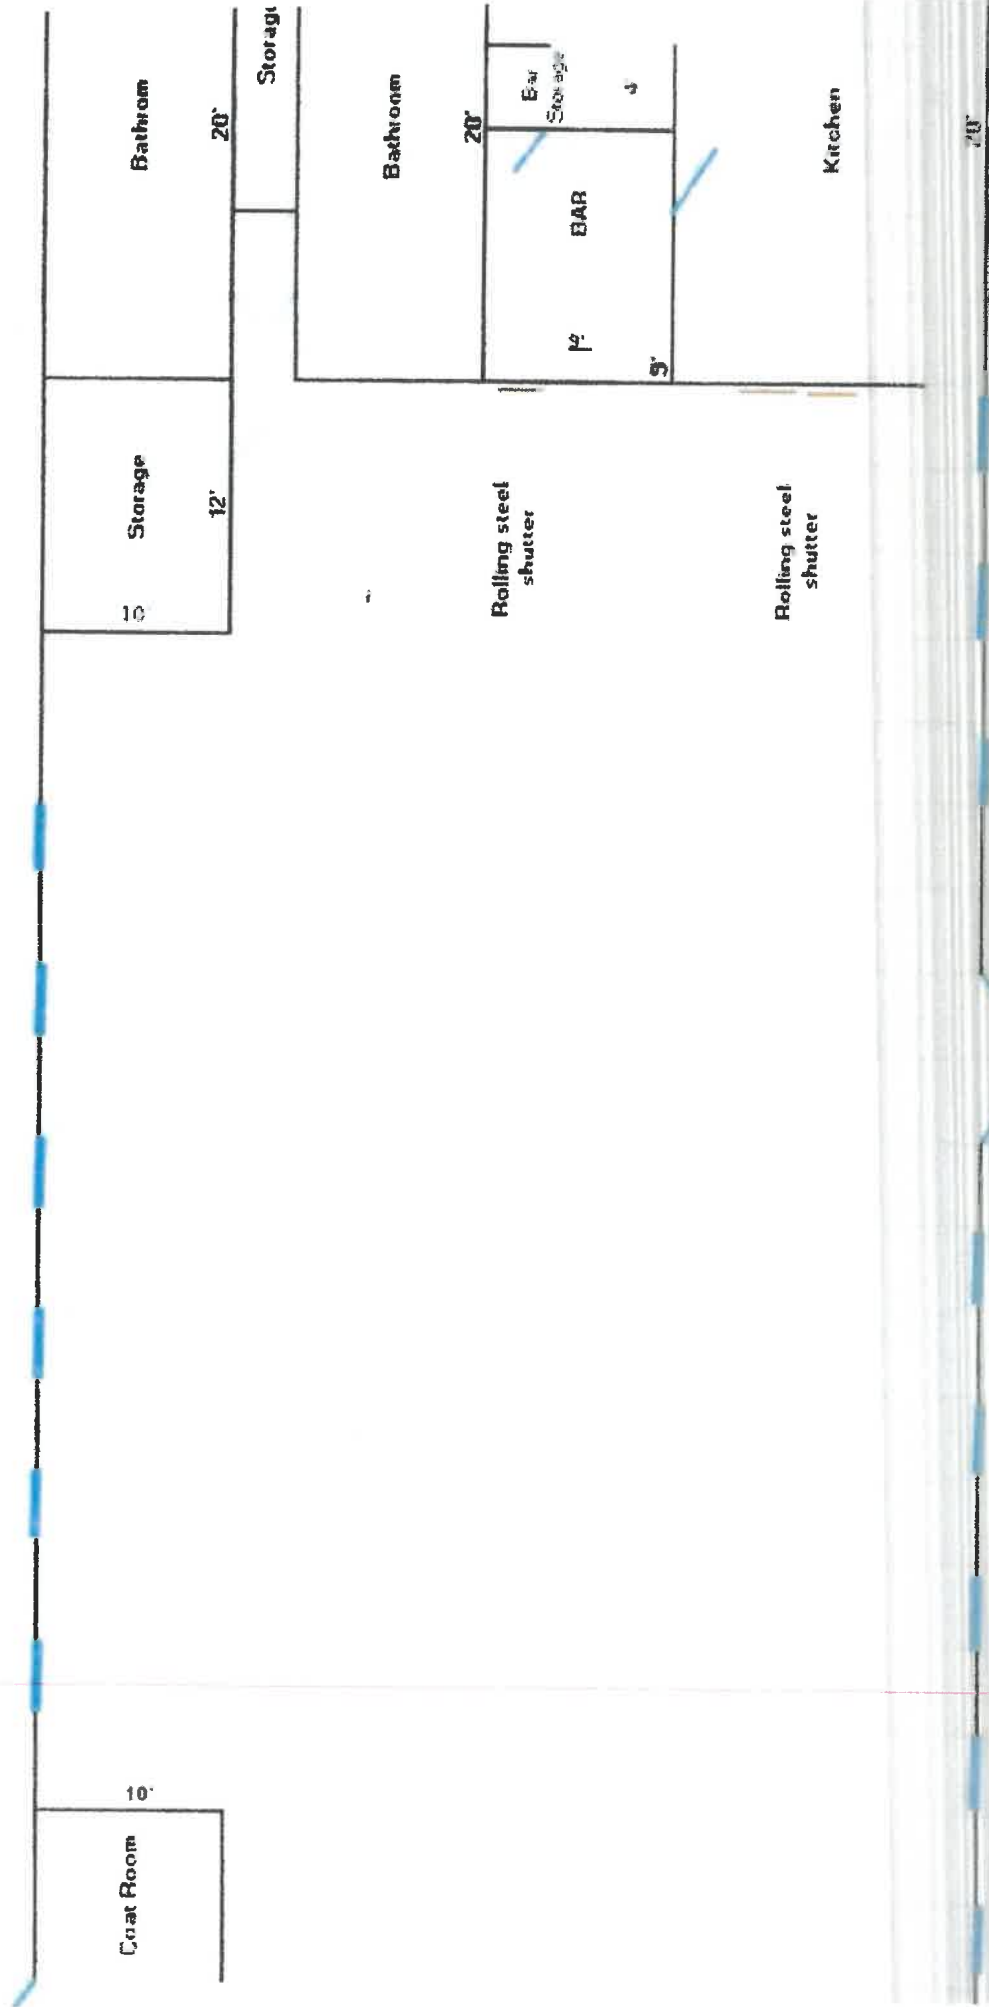 Bathrom
20'
Storage
Bathroom
20'
Bar
Storage
BAR
9'
Kitchen
20'
Storage
12'
10
Rolling steel
shutter
Rolling steel
shutter
10'
Coat Room